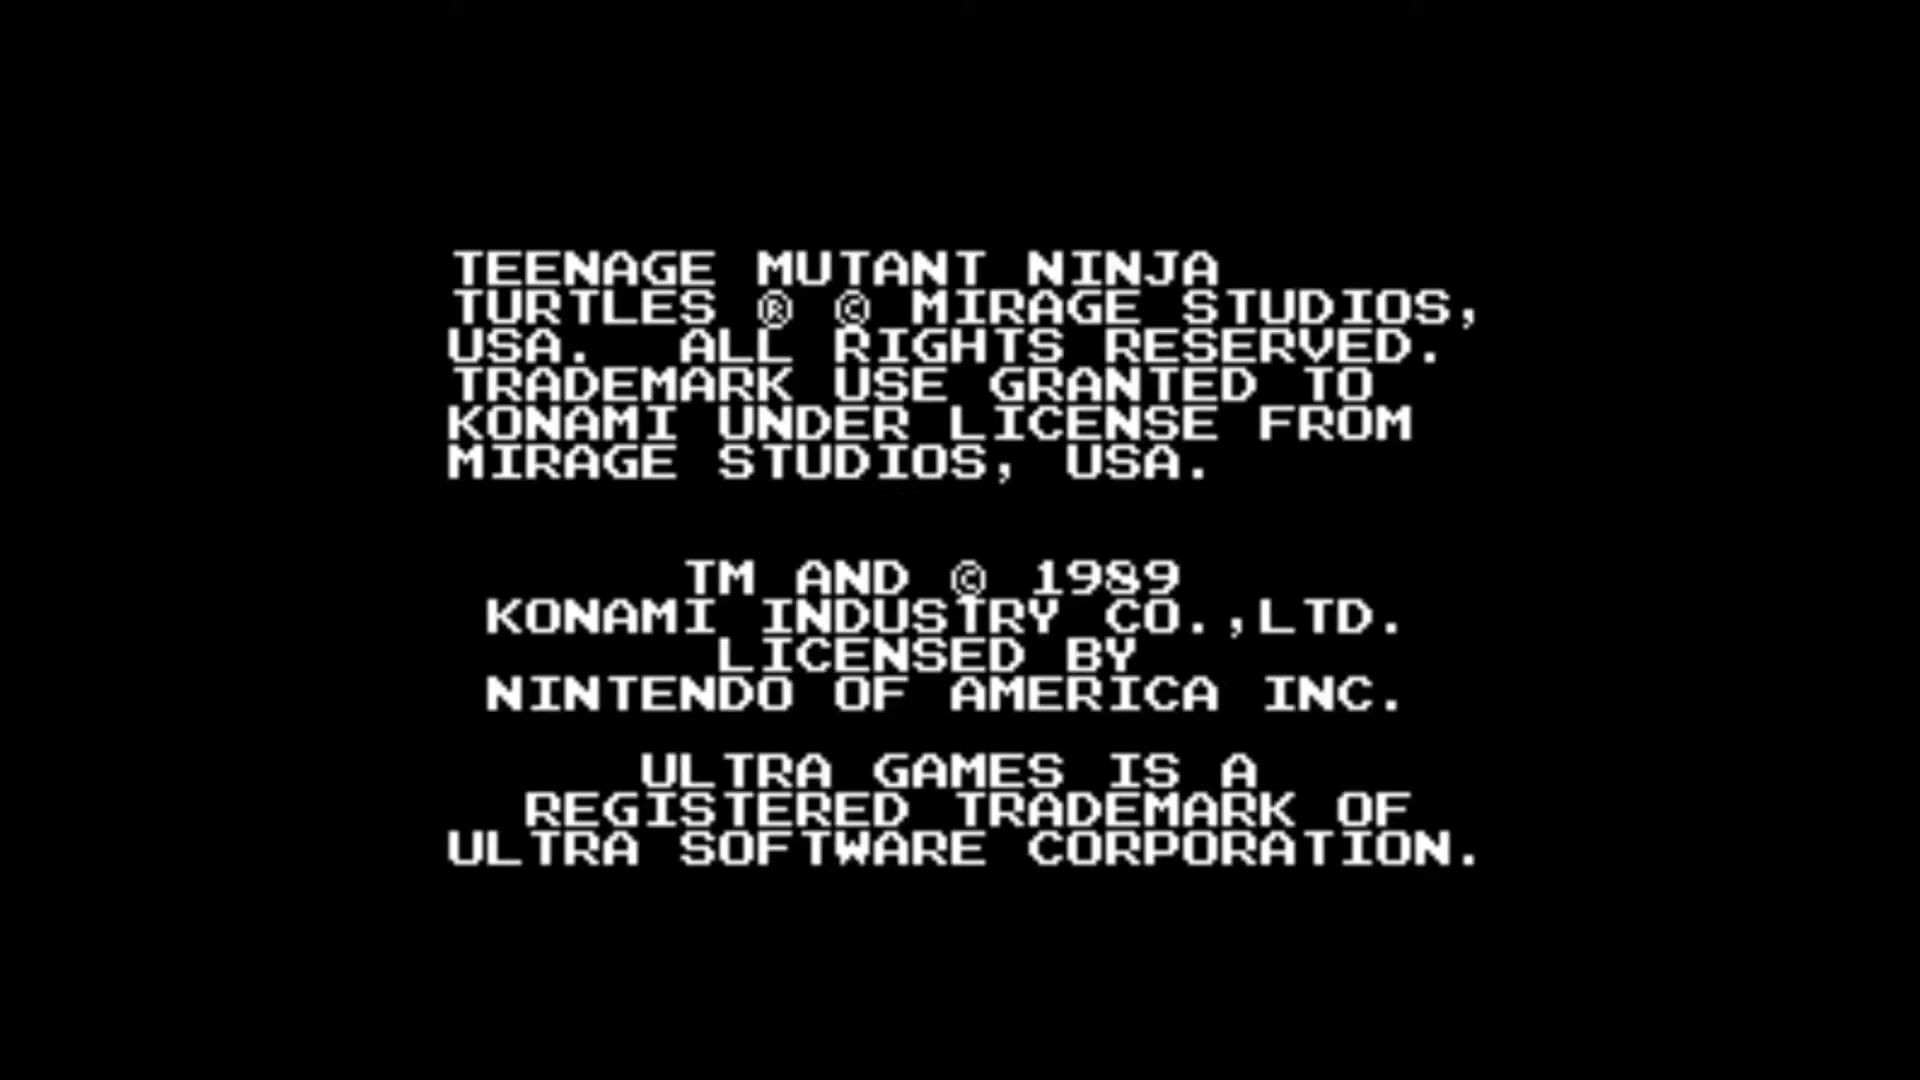 TEENAGE MUTANT NINJA
TURTLES ® © MIRAGE STUDIOS,
USA. ALL RIGHTS RESERVED.
TRADEMARK USE GRANTED TO
KONAMI UNDER LICENSE FROM
MIRAGE STUDIOS, USA.
TM AND © 1989
KONAMI INDUSTRY CO.,LTD.
LICENSED BY
NINTENDO OF AMERICA INC.
ULTRA GAMES IS A
REGISTERED TRADEMARK OF
ULTRA SOFTWARE CORPORATION.